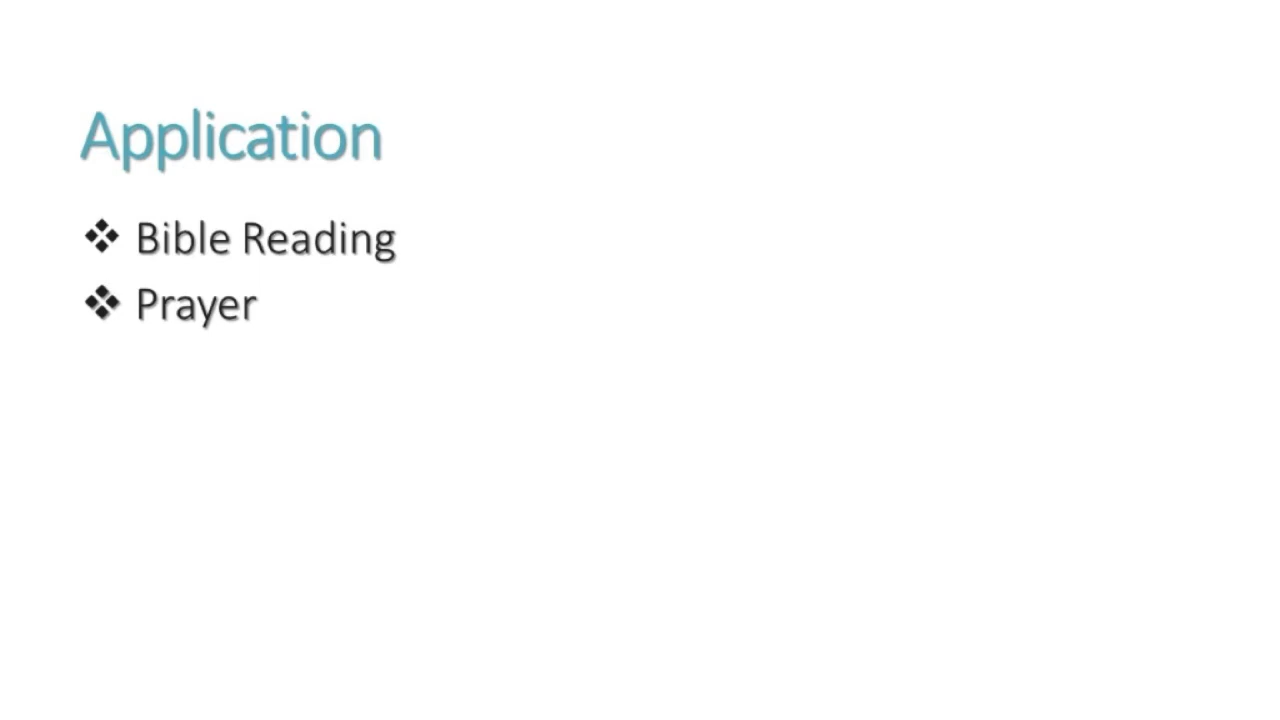 Application
❖ Bible Reading
❖ Prayer